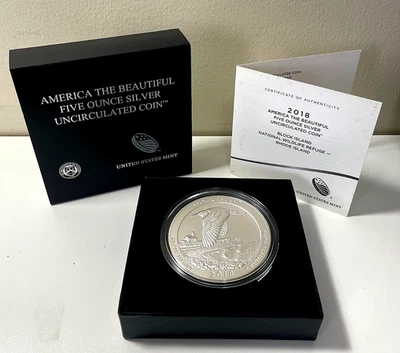 AMERICA THE BEAUTIFUL
FIVE OUNCE SILVER
UNCIRCULATED COIN™
UNITED STATES MINT
CERTIFICATE OF AUTHENTICITY
2018
AMERICA THE BEAUTIFUL
FIVE OUNCE SILVER
UNCIRCULATED COIN™
BLOCK ISLAND
NATIONAL WILDLIFE REFUGE —
RHODE ISLAND
UNITED STATES MINT
2018